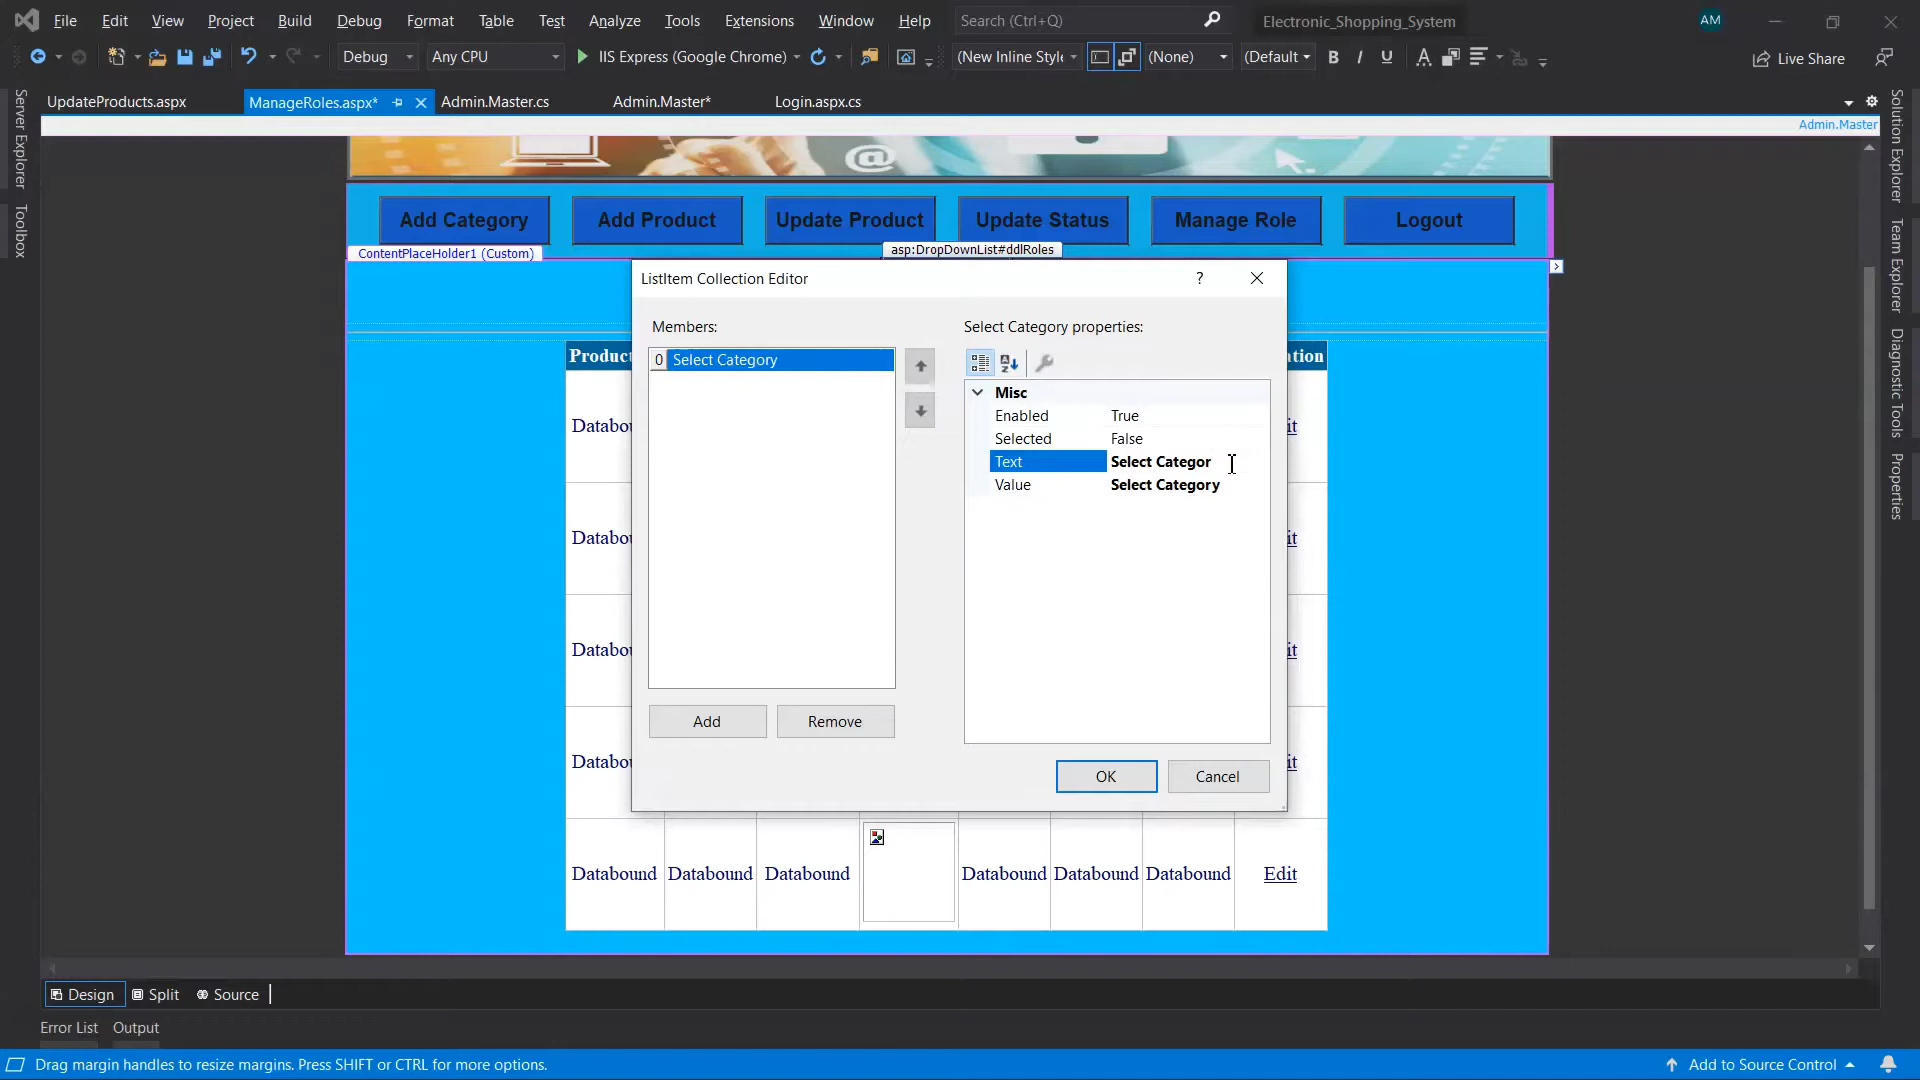 File Edit View Project Build Debug Format Table Test Analyze Tools Extensions Window Help Search (Ctrl+Q) Electronic_Shopping_System AM
Debug Any CPU IIS Express (Google Chrome) (New Inline Style (None) (Default B I U A Live Share
UpdateProducts.aspx ManageRoles.aspx* Admin.Master.cs Admin.Master* Login.aspx.cs
Admin.Master
Server Explorer
Toolbox
Solution Explorer
Team Explorer
Diagnostic Tools
Properties
@
Add Category Add Product Update Product Update Status Manage Role Logout
ContentPlaceHolder1 (Custom) asp:DropDownList#ddlRoles
ListItem Collection Editor ?
Members: Select Category properties:
0 Select Category
Misc
Enabled True
Selected False
Text Select Categor
Value Select Category
Add Remove
OK Cancel
Databound Databound Databound Databound Databound Databound Edit
Design Split Source
Error List Output
Drag margin handles to resize margins. Press SHIFT or CTRL for more options. Add to Source Control